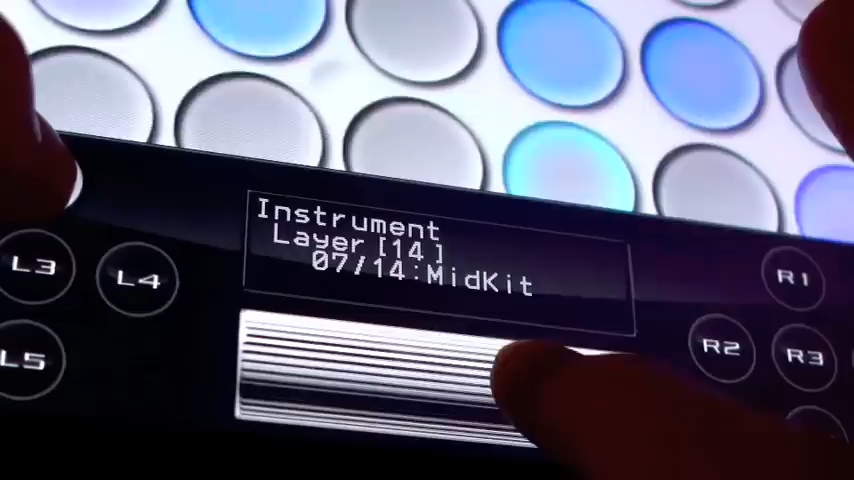 Instrument
Layer[14]
07/14:MidKit
L3
L4
L5
R1
R2
R3